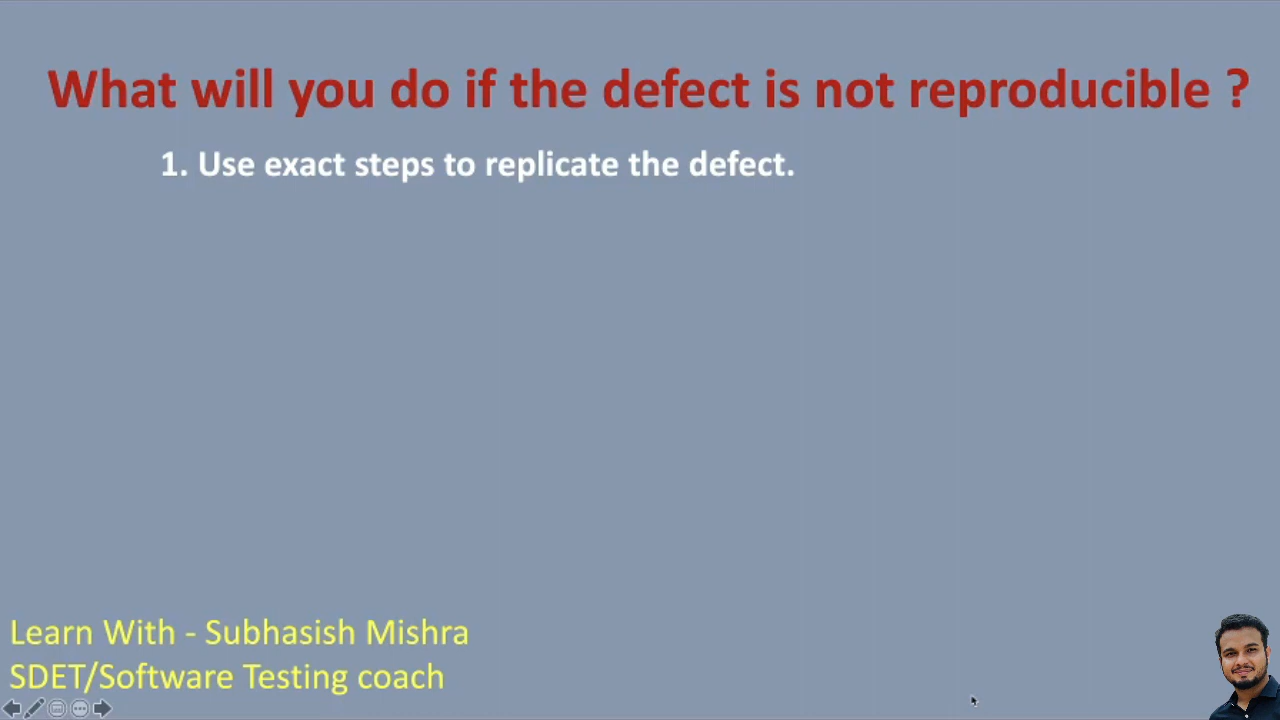 What will you do if the defect is not reproducible ?
1. Use exact steps to replicate the defect.
Learn With - Subhasish Mishra
SDET/Software Testing coach